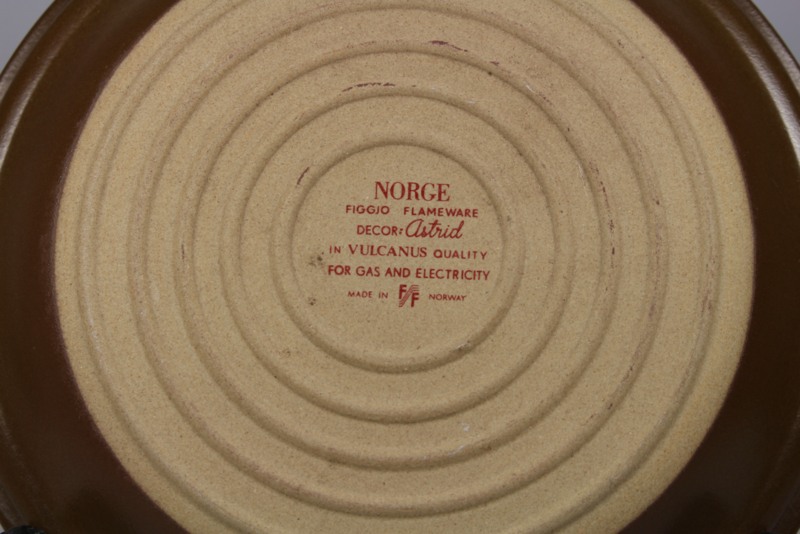 NORGE
FIGGJO FLAMEWARE
DECOR: Astrid
IN VULCANUS QUALITY
FOR GAS AND ELECTRICITY
MADE IN FF NORWAY